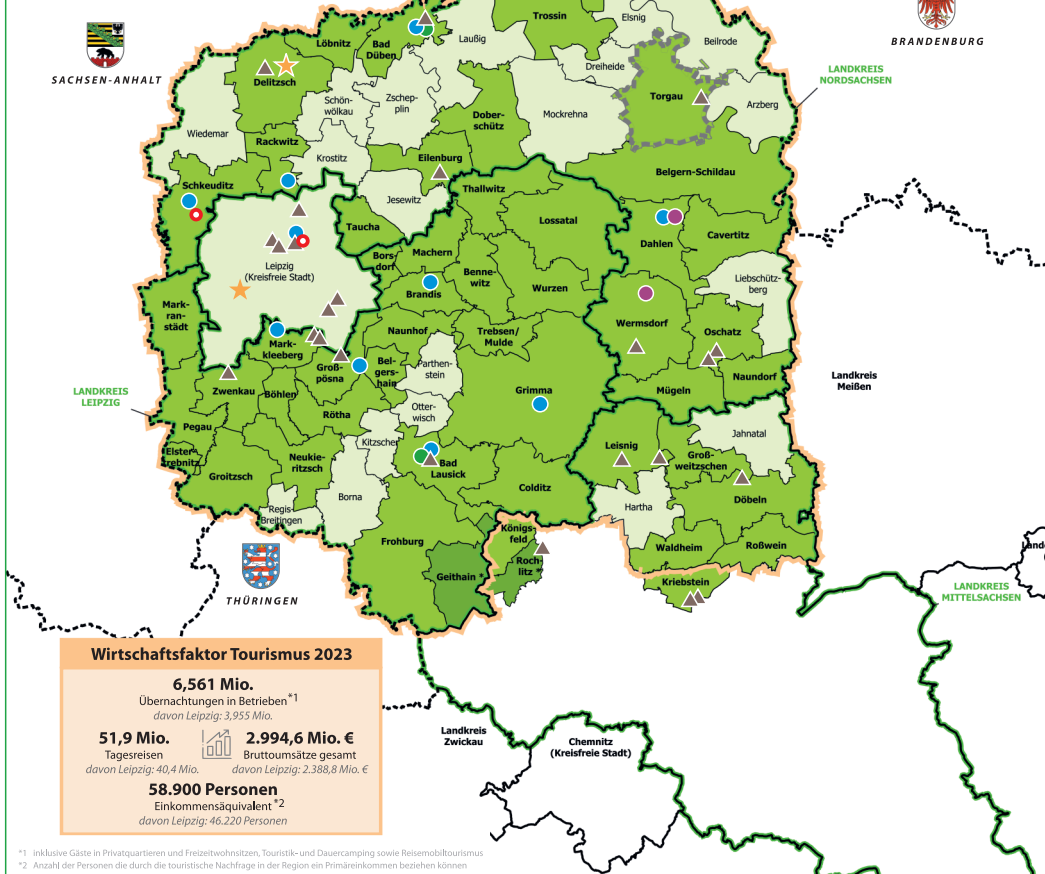 Trossin
Elsnig
BRANDENBURG
Löbnitz
Bad
Düben
Laußig
Beilrode
SACHSEN-ANHALT
Delitzsch
Dreiheide
LANDKREIS
NORDSACHSEN
Torgau
Arzberg
Schön-
wölkau
Zschep-
plin
Dober-
schütz
Mockrehna
Wiedemar
Rackwitz
Krostitz
Eilenburg
Belgern-Schildau
Schkeuditz
Jesewitz
Thallwitz
Taucha
Lossatal
Dahlen
Cavertitz
Leipzig
(Kreisfreie Stadt)
Bors-
dorf
Machern
Benne-
witz
Wurzen
Liebschütz-
berg
Brandis
Mark-
ran-
städt
Wermsdorf
Oschatz
Naunhof
Trebsen/
Mulde
Mark-
kleeberg
Groß-
pösna
Bel-
gers-
hain
Parthen-
stein
Naundorf
Landkreis
Meißen
LANDKREIS
LEIPZIG
Zwenkau
Böhlen
Grimma
Mügeln
Rötha
Otter-
wisch
Pegau
Kitzscher
Jahnatal
Leisnig
Groß-
weitzschen
Elster-
trebnitz
Neukie-
ritzsch
Bad
Lausick
Groitzsch
Colditz
Döbeln
Borna
Hartha
Regis-
Breitingen
Königs-
feld
Frohburg
Waldheim
Roßwein
Roch-
litz
Geithain
Kriebstein
THÜRINGEN
LANDKREIS
MITTELSACHSEN
Wirtschaftsfaktor Tourismus 2023
6,561 Mio.
Übernachtungen in Betrieben*1
davon Leipzig: 3,955 Mio.
51,9 Mio.
Tagesreisen
davon Leipzig: 40,4 Mio.
2.994,6 Mio. €
Bruttoumsätze gesamt
davon Leipzig: 2.388,8 Mio. €
58.900 Personen
Einkommensäquivalent*2
davon Leipzig: 46.220 Personen
Landkreis
Zwickau
Chemnitz
(Kreisfreie Stadt)
*1 inklusive Gäste in Privatquartieren und Freizeitwohnsitzen, Touristik- und Dauercamping sowie Reisemobiltourismus
*2 Anzahl der Personen die durch die touristische Nachfrage in der Region ein Primäreinkommen beziehen können